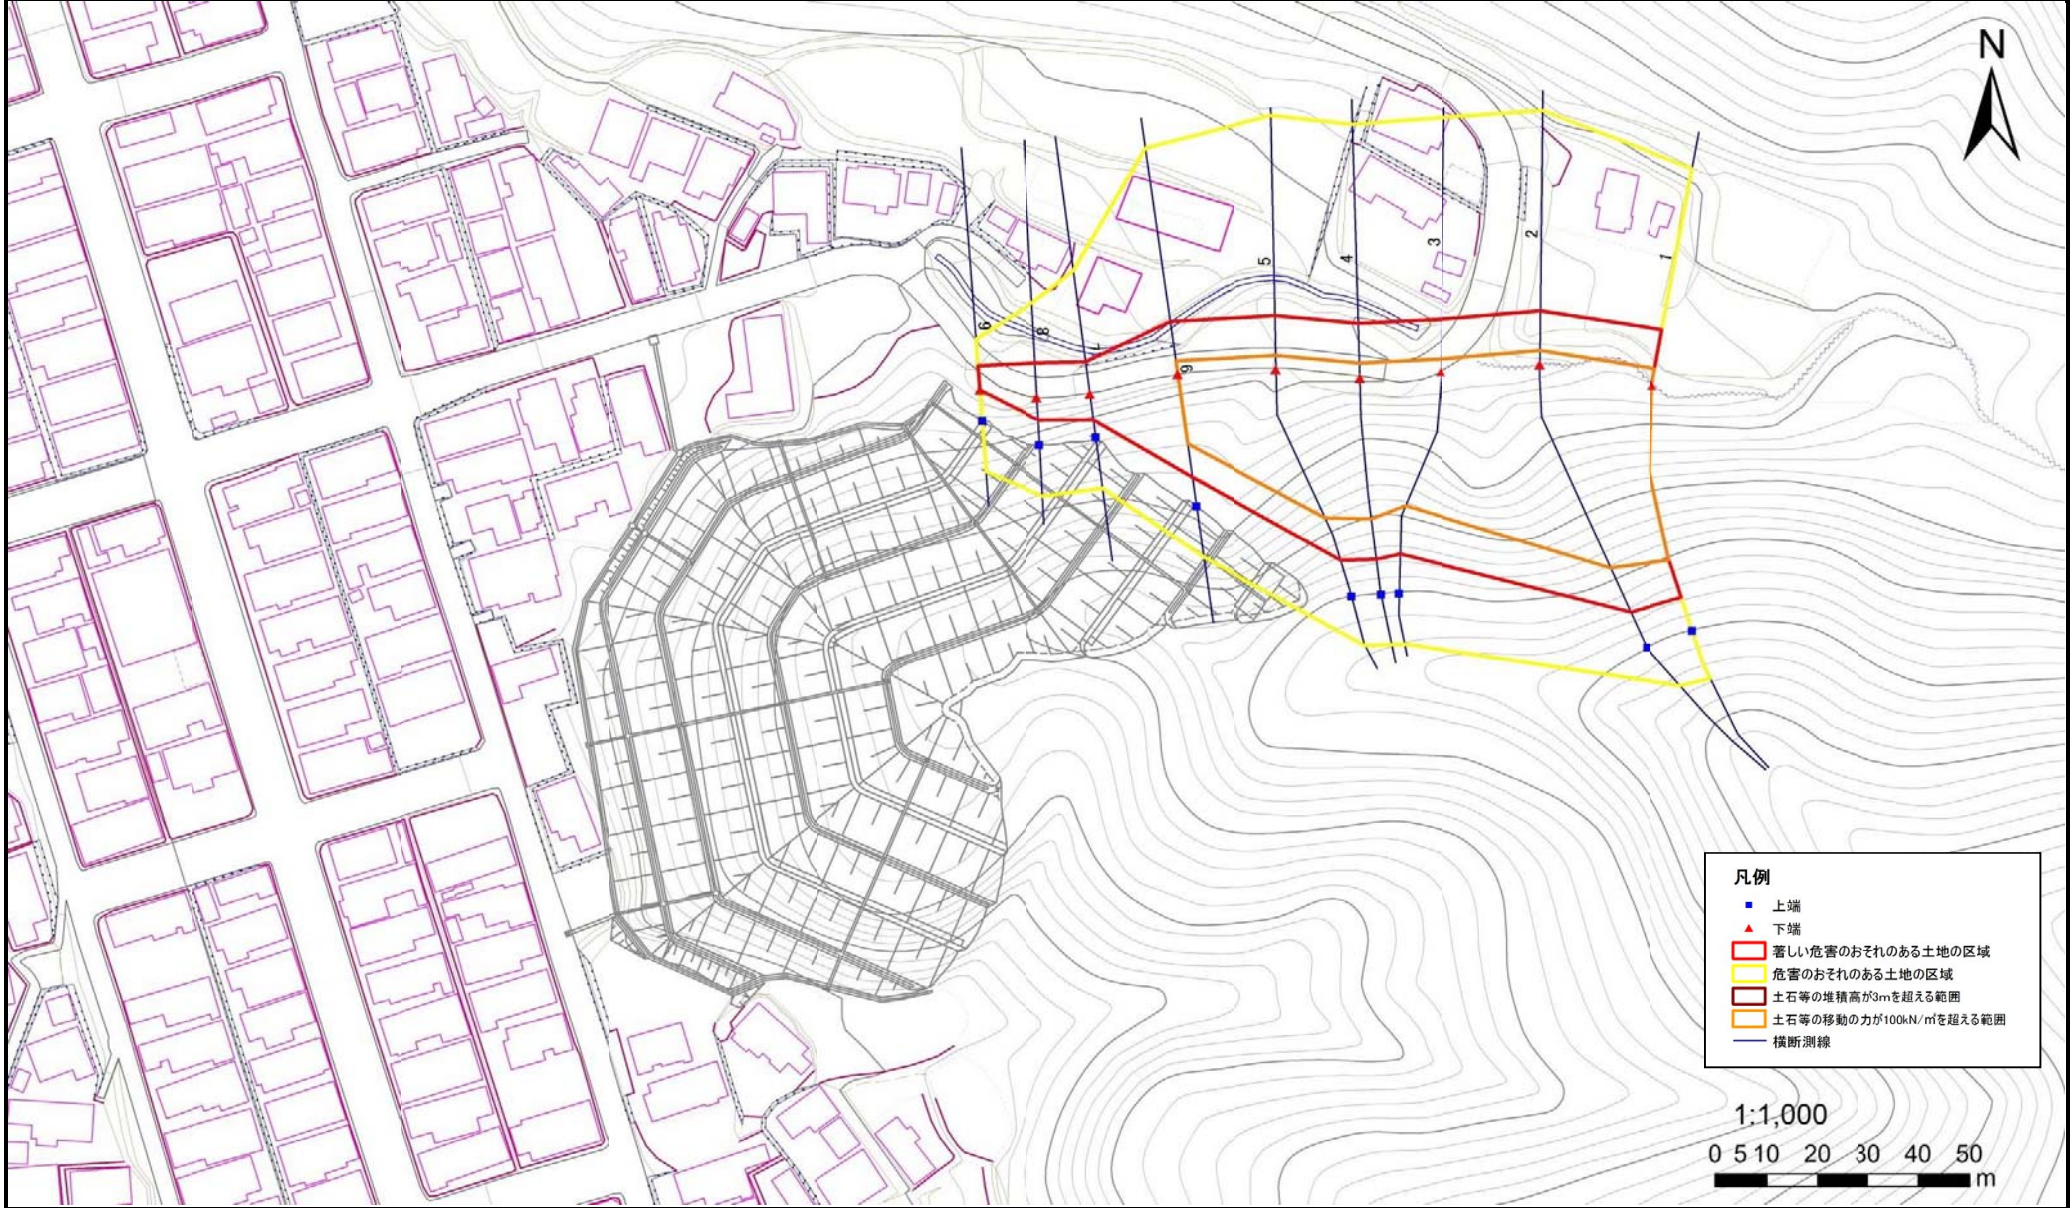 N
1
2
3
4
5
6
7
8
9
凡例
上端
下端
著しい危害のおそれのある土地の区域
危害のおそれのある土地の区域
土石等の堆積高が3mを超える範囲
土石等の移動の力が100kN/㎡を超える範囲
横断測線
1:1,000
0 5 10 20 30 40 50
m